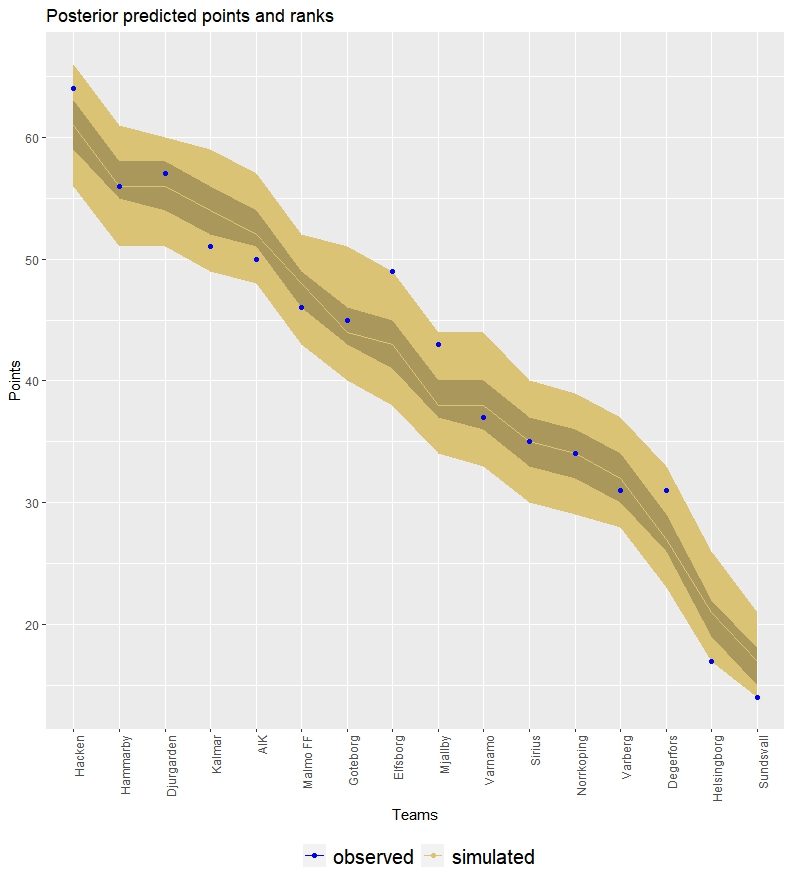 Posterior predicted points and ranks
60
50
40
30
20
Points
Hacken
Hammarby
Djurgarden
Kalmar
AIK
Malmo FF
Goteborg
Elfsborg
Mjallby
Varnamo
Sirius
Norrkoping
Varberg
Degerfors
Helsingborg
Sundsvall
Teams
observed simulated